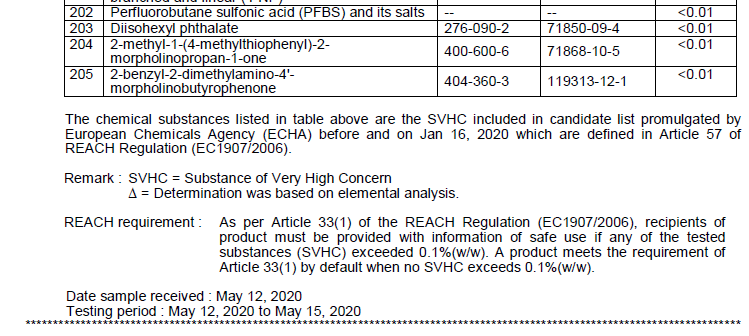 branched and linear (
202 Perfluorobutane sulfonic acid (PFBS) and its salts -- -- <0.01
203 Diisohexyl phthalate 276-090-2 71850-09-4 <0.01
204 2-methyl-1-(4-methylthiophenyl)-2-
morpholinopropan-1-one 400-600-6 71868-10-5 <0.01
205 2-benzyl-2-dimethylamino-4'-
morpholinobutyrophenone 404-360-3 119313-12-1 <0.01
The chemical substances listed in table above are the SVHC included in candidate list promulgated by
European Chemicals Agency (ECHA) before and on Jan 16, 2020 which are defined in Article 57 of
REACH Regulation (EC1907/2006).
Remark : SVHC = Substance of Very High Concern
Δ = Determination was based on elemental analysis.
REACH requirement : As per Article 33(1) of the REACH Regulation (EC1907/2006), recipients of
product must be provided with information of safe use if any of the tested
substances (SVHC) exceeded 0.1%(w/w). A product meets the requirement of
Article 33(1) by default when no SVHC exceeds 0.1%(w/w).
Date sample received : May 12, 2020
Testing period : May 12, 2020 to May 15, 2020